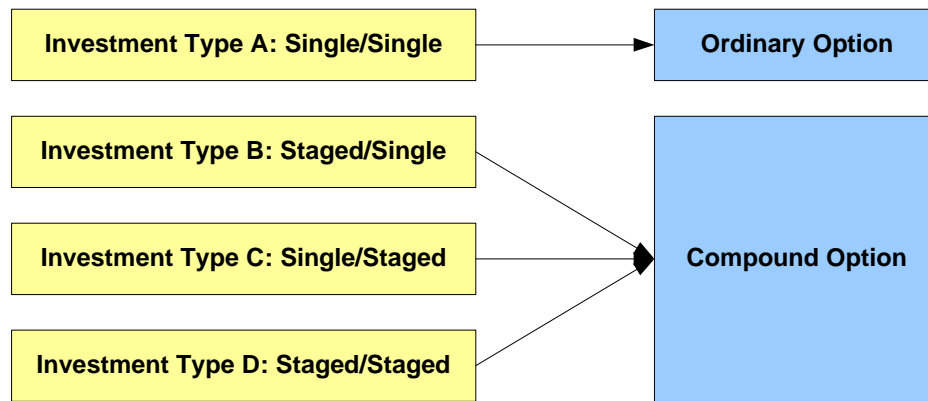 Investment Type A: Single/Single
Ordinary Option
Investment Type B: Staged/Single
Investment Type C: Single/Staged
Compound Option
Investment Type D: Staged/Staged